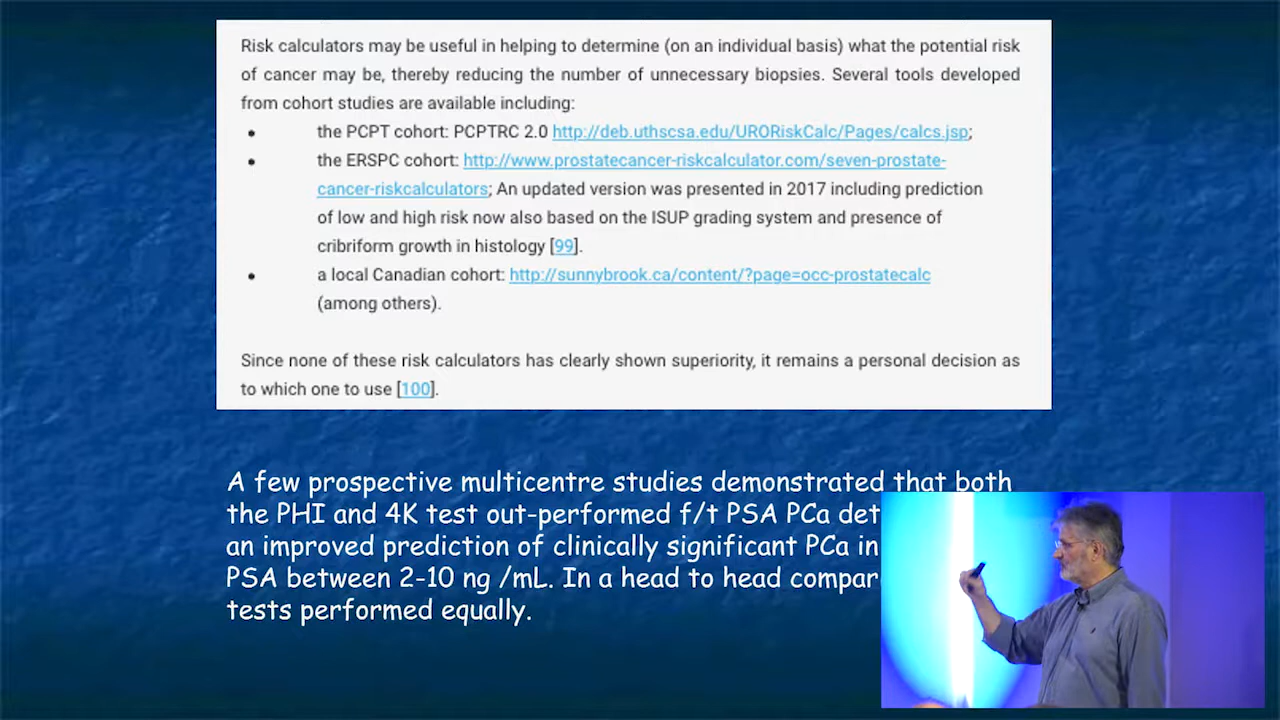 Risk calculators may be useful in helping to determine (on an individual basis) what the potential risk
of cancer may be, thereby reducing the number of unnecessary biopsies. Several tools developed
from cohort studies are available including:
• the PCPT cohort: PCPTRC 2.0 http://deb.uthscsa.edu/URORiskCalc/Pages/calcs.jsp;
• the ERSPC cohort: http://www.prostatecancer-riskcalculator.com/seven-prostate-
cancer-riskcalculators; An updated version was presented in 2017 including prediction
of low and high risk now also based on the ISUP grading system and presence of
cribriform growth in histology [99].
• a local Canadian cohort: http://sunnybrook.ca/content/?page=occ-prostatecalc
(among others).
Since none of these risk calculators has clearly shown superiority, it remains a personal decision as
to which one to use [100].
A few prospective multicentre studies demonstrated that both
the PHI and 4K test out-performed f/t PSA PCa det
an improved prediction of clinically significant PCa in
PSA between 2-10 ng /mL. In a head to head compar
tests performed equally.